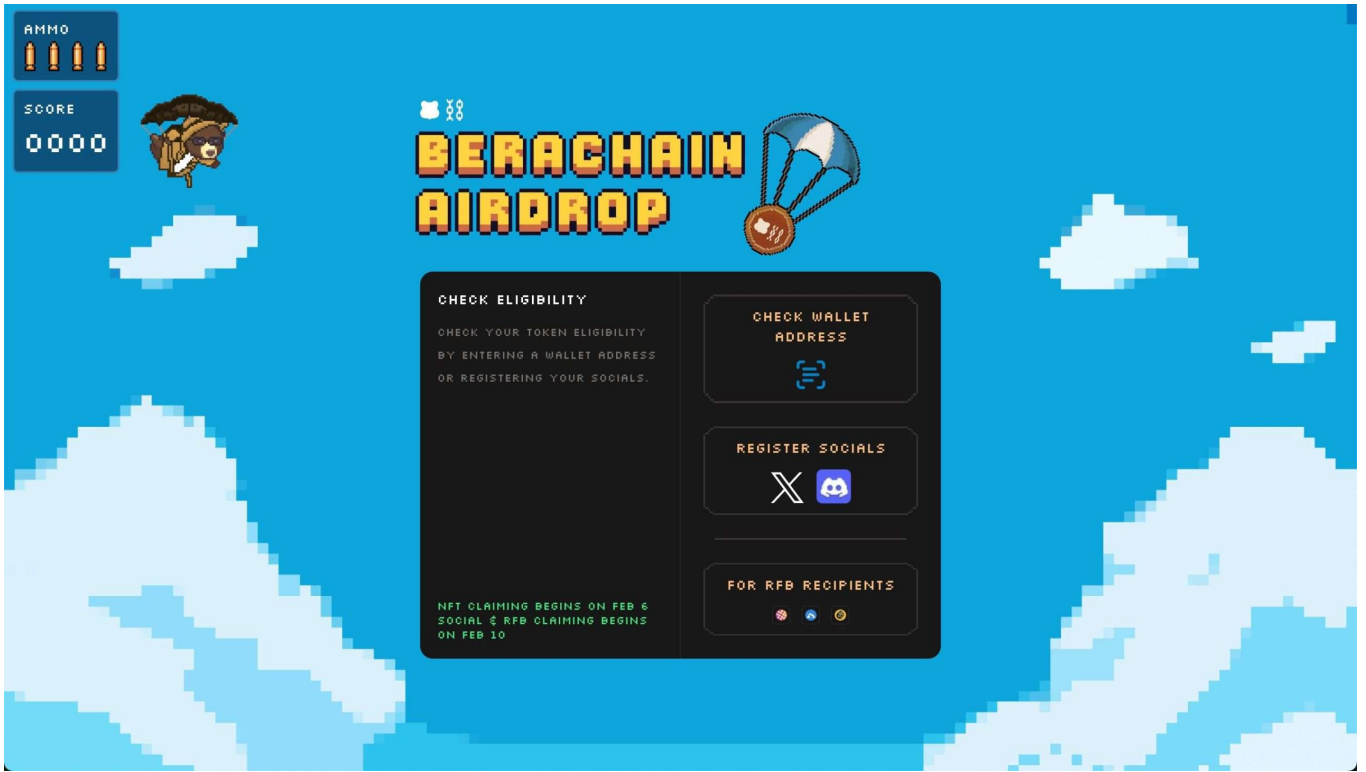 AMMO
SCORE
0000
BERACHAIN
AIRDROP
CHECK ELIGIBILITY
CHECK YOUR TOKEN ELIGIBILITY
BY ENTERING A WALLET ADDRESS
OR REGISTERING YOUR SOCIALS.
NFT CLAIMING BEGINS ON FEB 6
SOCIAL & RFB CLAIMING BEGINS
ON FEB 10
CHECK WALLET
ADDRESS
REGISTER SOCIALS
FOR RFB RECIPIENTS